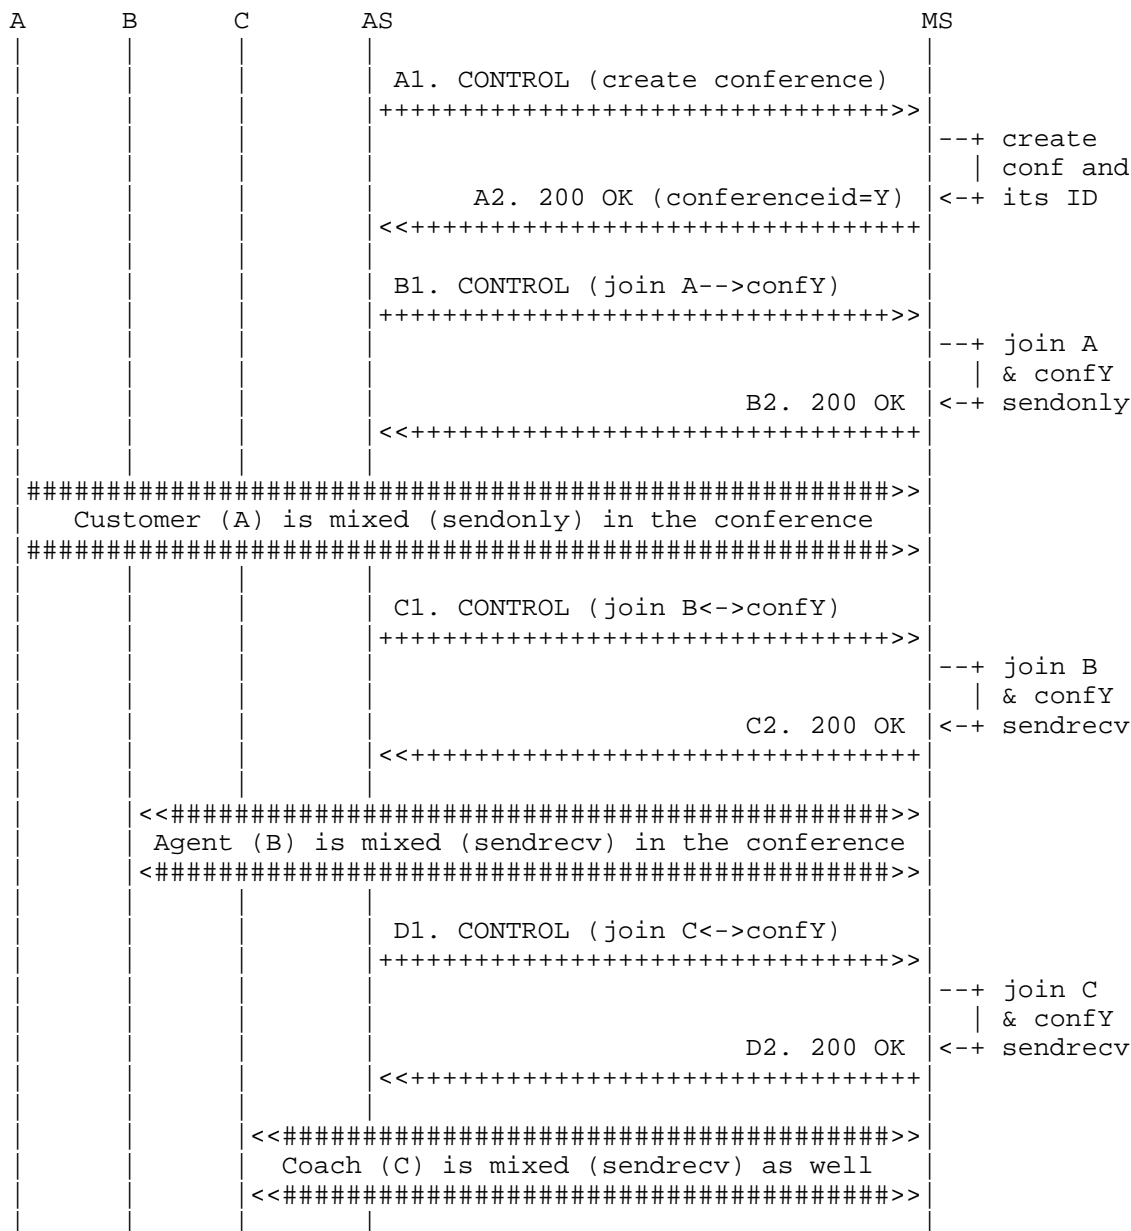 A B C AS MS
A1. CONTROL (create conference)
++++++++++++++++++++++++++++++++>>
--+ create
| conf and
A2. 200 OK (conferenceid=Y) <-+ its ID
<<++++++++++++++++++++++++++++++++
B1. CONTROL (join A-->confY)
++++++++++++++++++++++++++++++++>>
--+ join A
| & confY
B2. 200 OK <-+ sendonly
<<++++++++++++++++++++++++++++++++
######################################################>>
Customer (A) is mixed (sendonly) in the conference
######################################################>>
C1. CONTROL (join B<->confY)
++++++++++++++++++++++++++++++++>>
--+ join B
| & confY
C2. 200 OK <-+ sendrecv
<<++++++++++++++++++++++++++++++++
<<#############################################>>
Agent (B) is mixed (sendrecv) in the conference
<##############################################>>
D1. CONTROL (join C<->confY)
++++++++++++++++++++++++++++++++>>
--+ join C
| & confY
D2. 200 OK <-+ sendrecv
<<++++++++++++++++++++++++++++++++
<<######################################>>
Coach (C) is mixed (sendrecv) as well
<<######################################>>